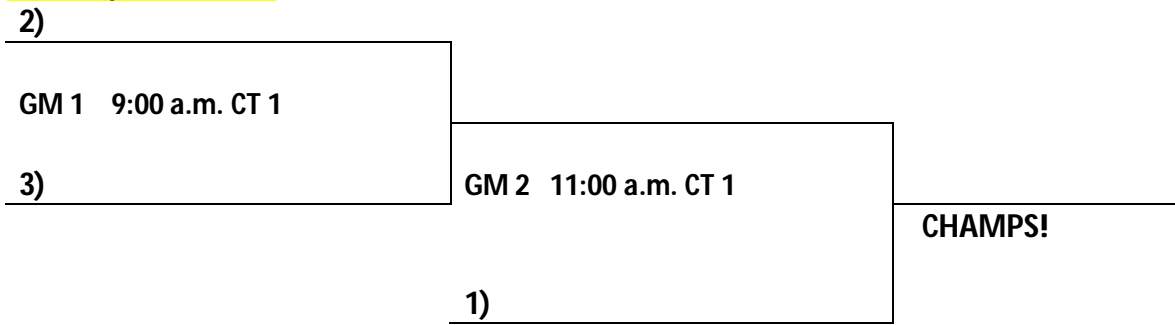 2)
GM 1 9:00 a.m. CT 1
3)
GM 2 11:00 a.m. CT 1
CHAMPS!
1)